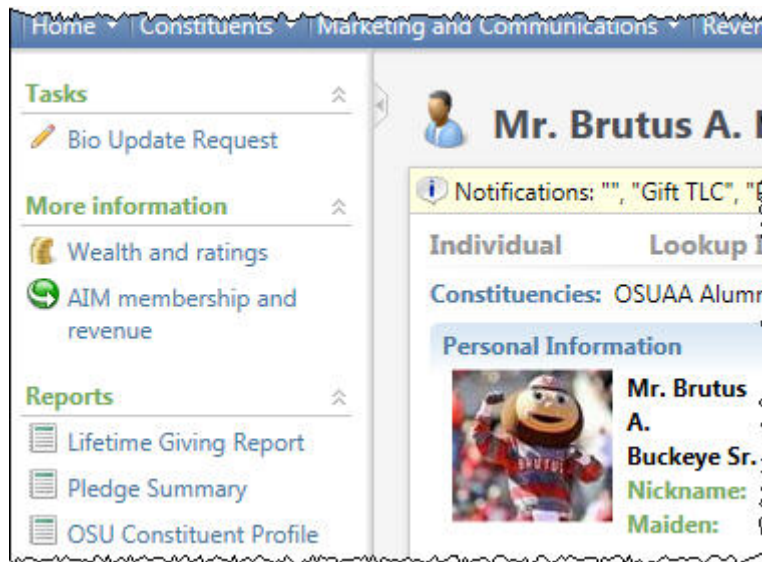 Home Constituents Marketing and Communications
Tasks
Bio Update Request
More information
Wealth and ratings
AIM membership and
revenue
Reports
Lifetime Giving Report
Pledge Summary
OSU Constituent Profile
Mr. Brutus A.
Notifications: "", "Gift TLC", "
Individual Lookup
Constituencies: OSUAA
Personal Information
BRUTUS
Mr. Brutus
A.
Buckeye Sr.
Nickname:
Maiden: